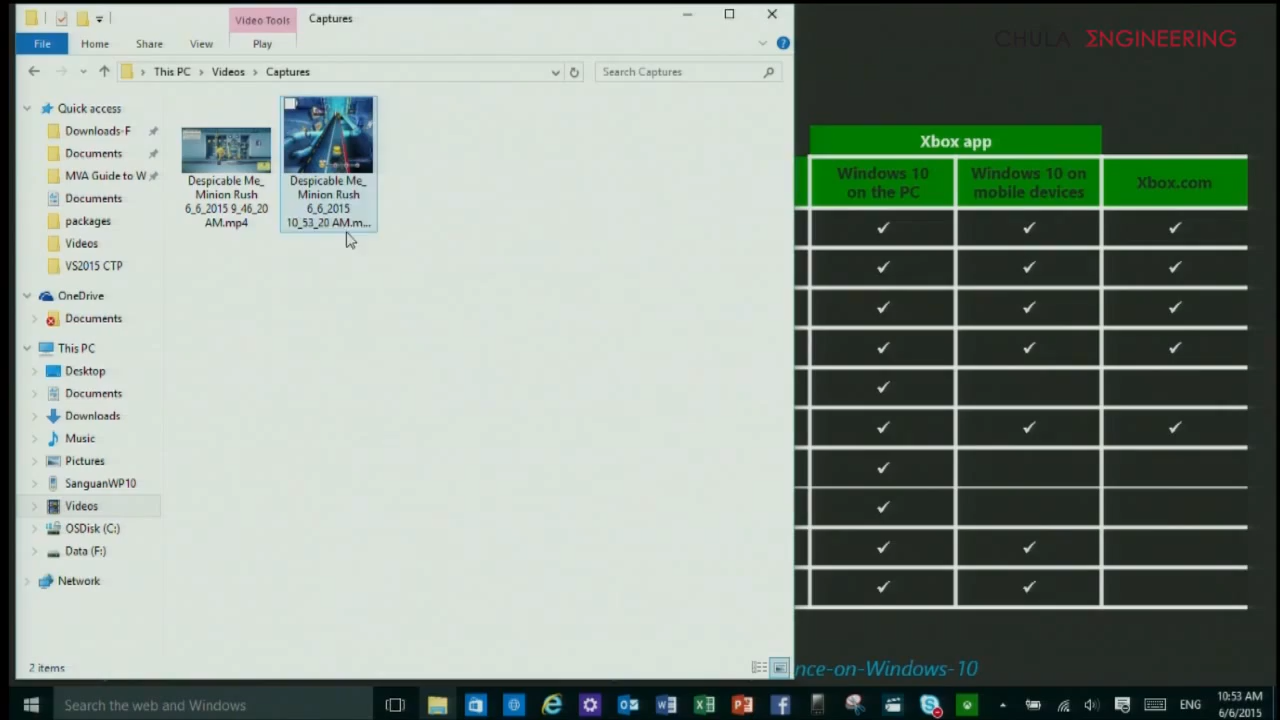 Video Tools
Captures
File
Home
Share
View
Play
This PC
Videos
Captures
Search Captures
CHULA ΣNGINEERING
Quick access
Downloads-F
Documents
MVA Guide to W
Documents
packages
Videos
VS2015 CTP
OneDrive
Documents
This PC
Desktop
Documents
Downloads
Music
Pictures
SanguanWP10
Videos
OSDisk (C:)
Data (F:)
Network
Despicable Me_
Minion Rush
6_6_2015 9_46_20
AM.mp4
Despicable Me_
Minion Rush
6_6_2015
10_53_20 AM.m...
Xbox app
Windows 10
on the PC
Windows 10 on
mobile devices
Xbox.com
2 items
nce-on-Windows-10
Search the web and Windows
ENG
10:53 AM
6/6/2015